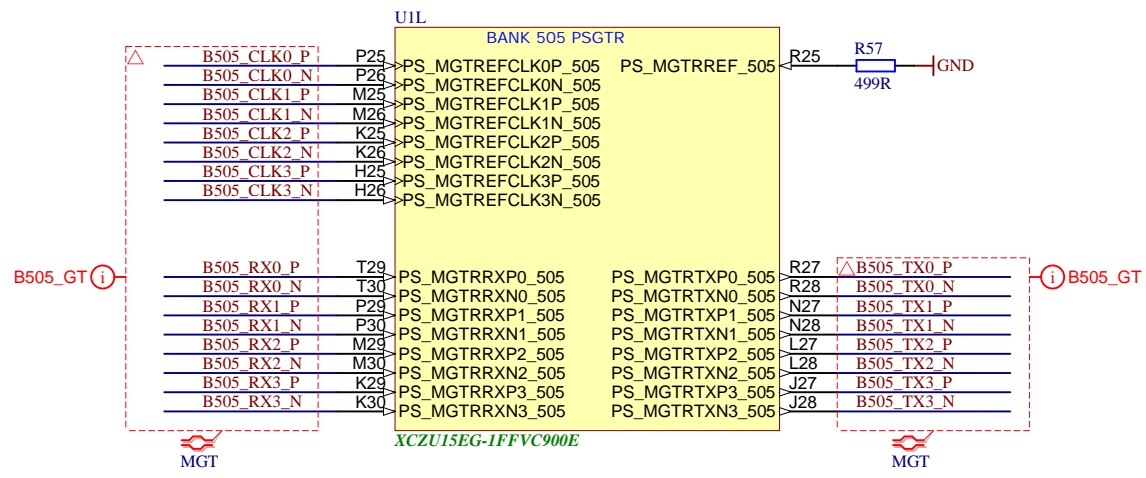 U1L
BANK 505 PSGTR
B505_CLK0_P P25 PS_MGTREFCLK0P_505 PS_MGTRREF_505 R25 R57 GND
B505_CLK0_N P26 PS_MGTREFCLK0N_505 499R
B505_CLK1_P M25 PS_MGTREFCLK1P_505
B505_CLK1_N M26 PS_MGTREFCLK1N_505
B505_CLK2_P K25 PS_MGTREFCLK2P_505
B505_CLK2_N K26 PS_MGTREFCLK2N_505
B505_CLK3_P H25 PS_MGTREFCLK3P_505
B505_CLK3_N H26 PS_MGTREFCLK3N_505
B505_GT i
B505_RX0_P T29 PS_MGTRRXP0_505 PS_MGTRTXP0_505 R27 B505_TX0_P
B505_RX0_N T30 PS_MGTRRXN0_505 PS_MGTRTXN0_505 R28 B505_TX0_N
B505_RX1_P P29 PS_MGTRRXP1_505 PS_MGTRTXP1_505 N27 B505_TX1_P
B505_RX1_N P30 PS_MGTRRXN1_505 PS_MGTRTXN1_505 N28 B505_TX1_N
B505_RX2_P M29 PS_MGTRRXP2_505 PS_MGTRTXP2_505 L27 B505_TX2_P
B505_RX2_N M30 PS_MGTRRXN2_505 PS_MGTRTXN2_505 L28 B505_TX2_N
B505_RX3_P K29 PS_MGTRRXP3_505 PS_MGTRTXP3_505 J27 B505_TX3_P
B505_RX3_N K30 PS_MGTRRXN3_505 PS_MGTRTXN3_505 J28 B505_TX3_N
i B505_GT
XCZU15EG-1FFVC900E
MGT
MGT